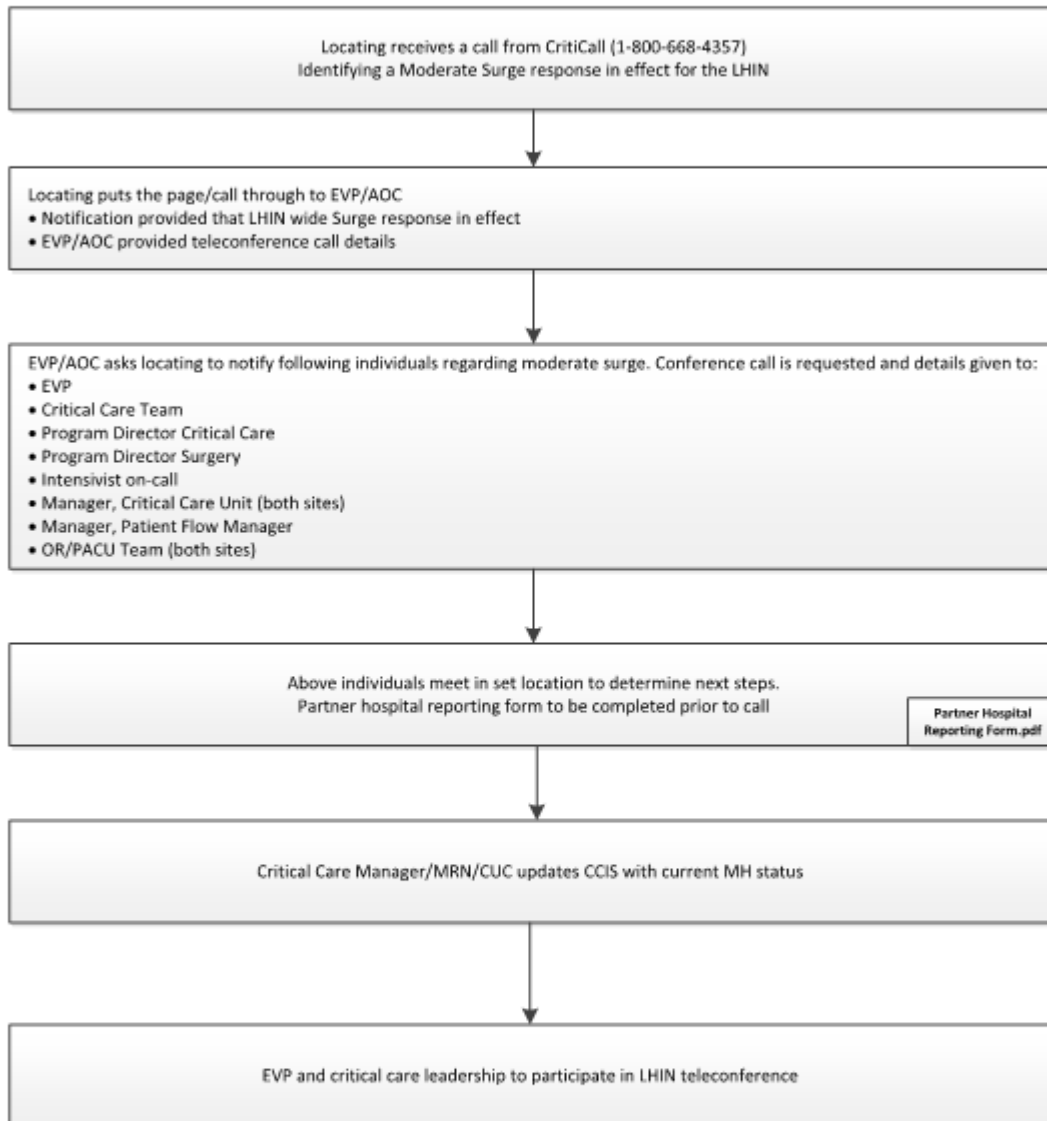 Locating receives a call from CritiCall (1-800-668-4357)
Identifying a Moderate Surge response in effect for the LHIN
Locating puts the page/call through to EVP/AOC
• Notification provided that LHIN wide Surge response in effect
• EVP/AOC provided teleconference call details
EVP/AOC asks locating to notify following individuals regarding moderate surge. Conference call is requested and details given to:
• EVP
• Critical Care Team
• Program Director Critical Care
• Program Director Surgery
• Intensivist on-call
• Manager, Critical Care Unit (both sites)
• Manager, Patient Flow Manager
• OR/PACU Team (both sites)
Above individuals meet in set location to determine next steps.
Partner hospital reporting form to be completed prior to call
Partner Hospital
Reporting Form.pdf
Critical Care Manager/MRN/CUC updates CCIS with current MH status
EVP and critical care leadership to participate in LHIN teleconference